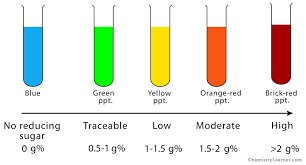 Blue
Green
ppt.
Yellow
ppt.
Orange-red
ppt.
Brick-red
ppt.
No reducing
sugar
0 g%
Traceable
0.5-1 g%
Low
1-1.5 g%
Moderate
1.5-2 g%
High
>2 g%
ChemistryLearner.com